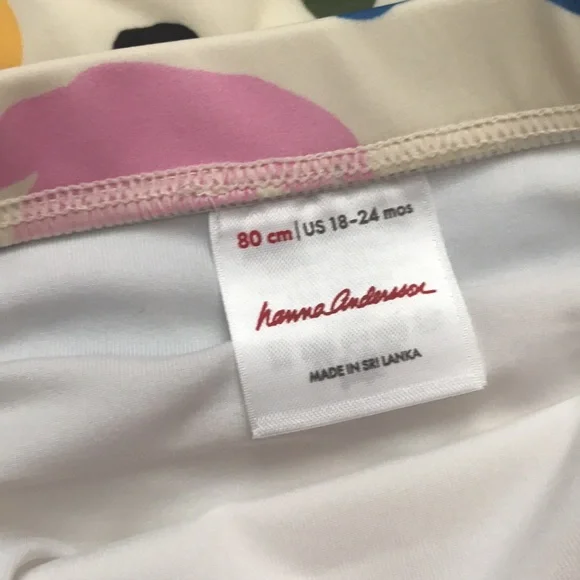 80 cm | US 18-24 mos
hanna andersson
MADE IN SRI LANKA